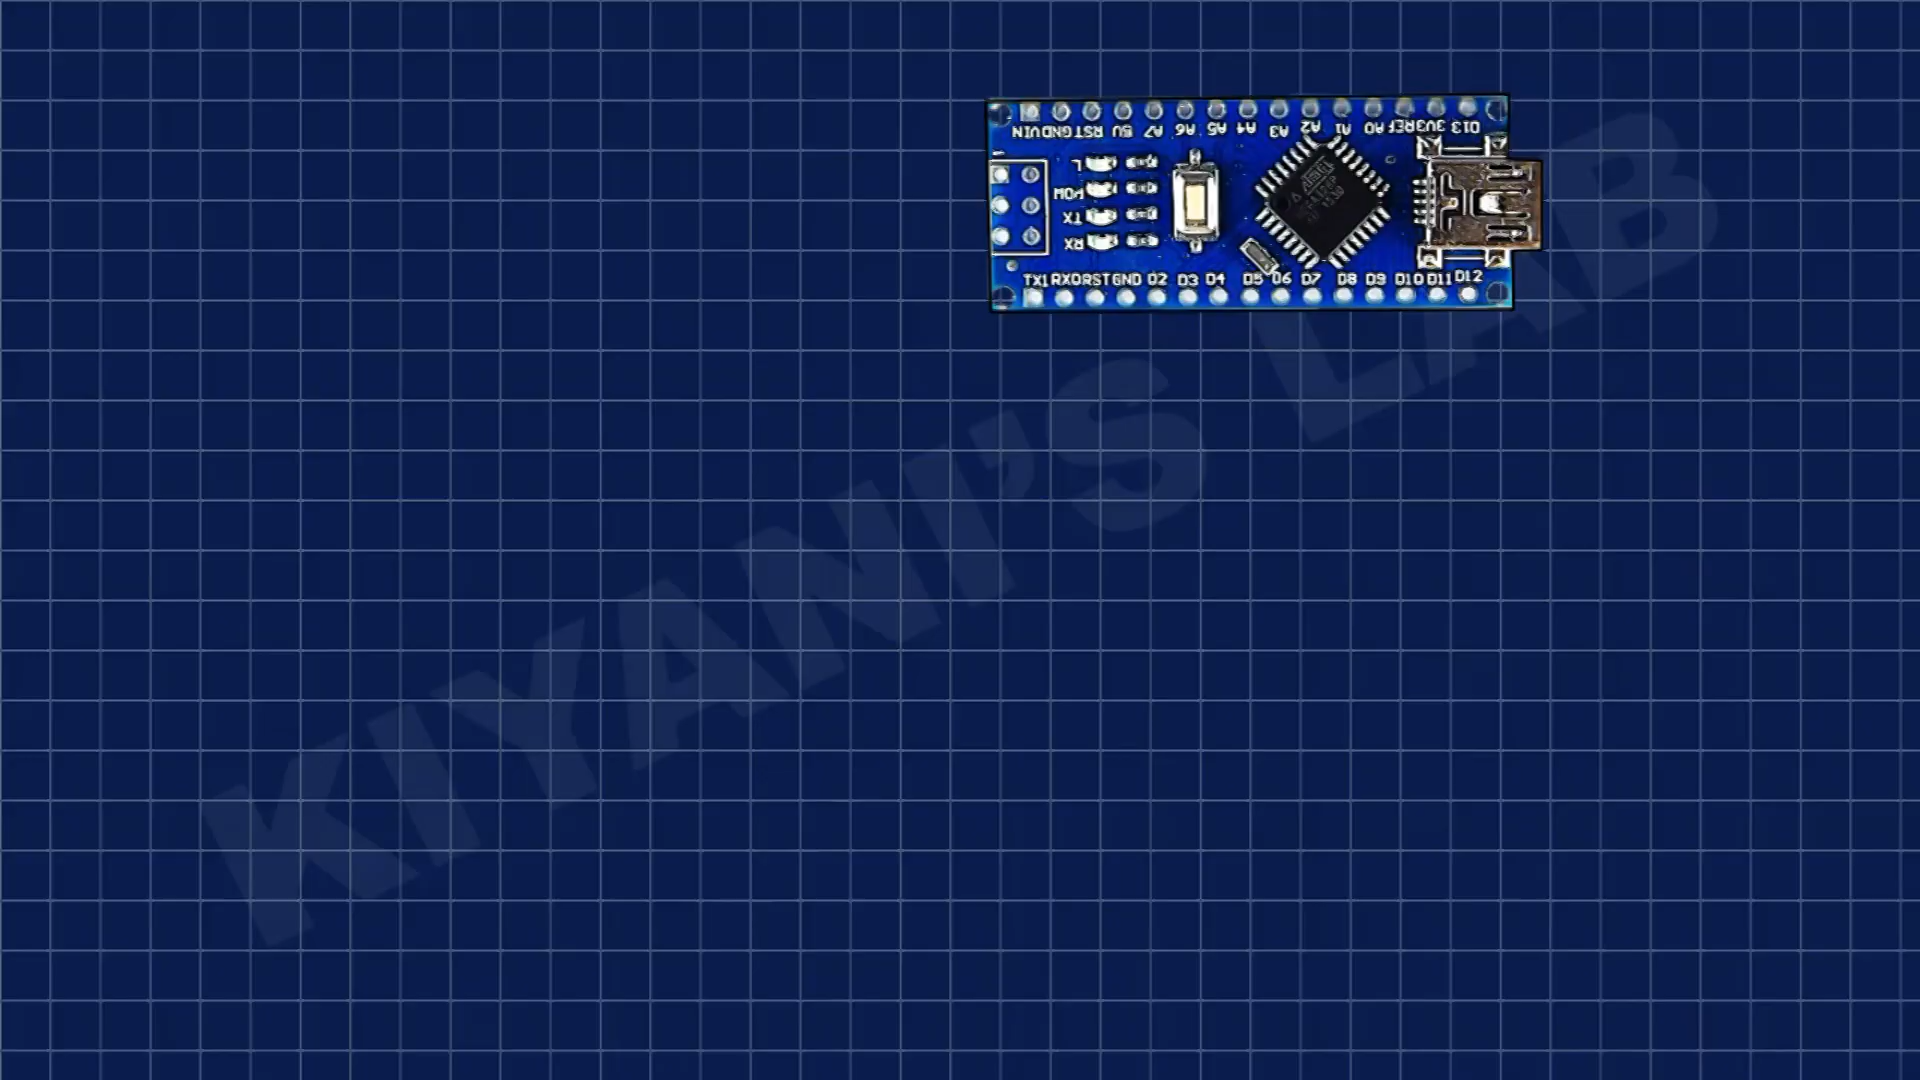 VIN GND RST 5V A7 A6 A5 A4 A3 A2 A1 A0 REF 3V3 D13
L
POW
TX
RX
TX1 RX0 RST GND D2 D3 D4 D5 D6 D7 D8 D9 D10 D11 D12
KIYANI'S LAB